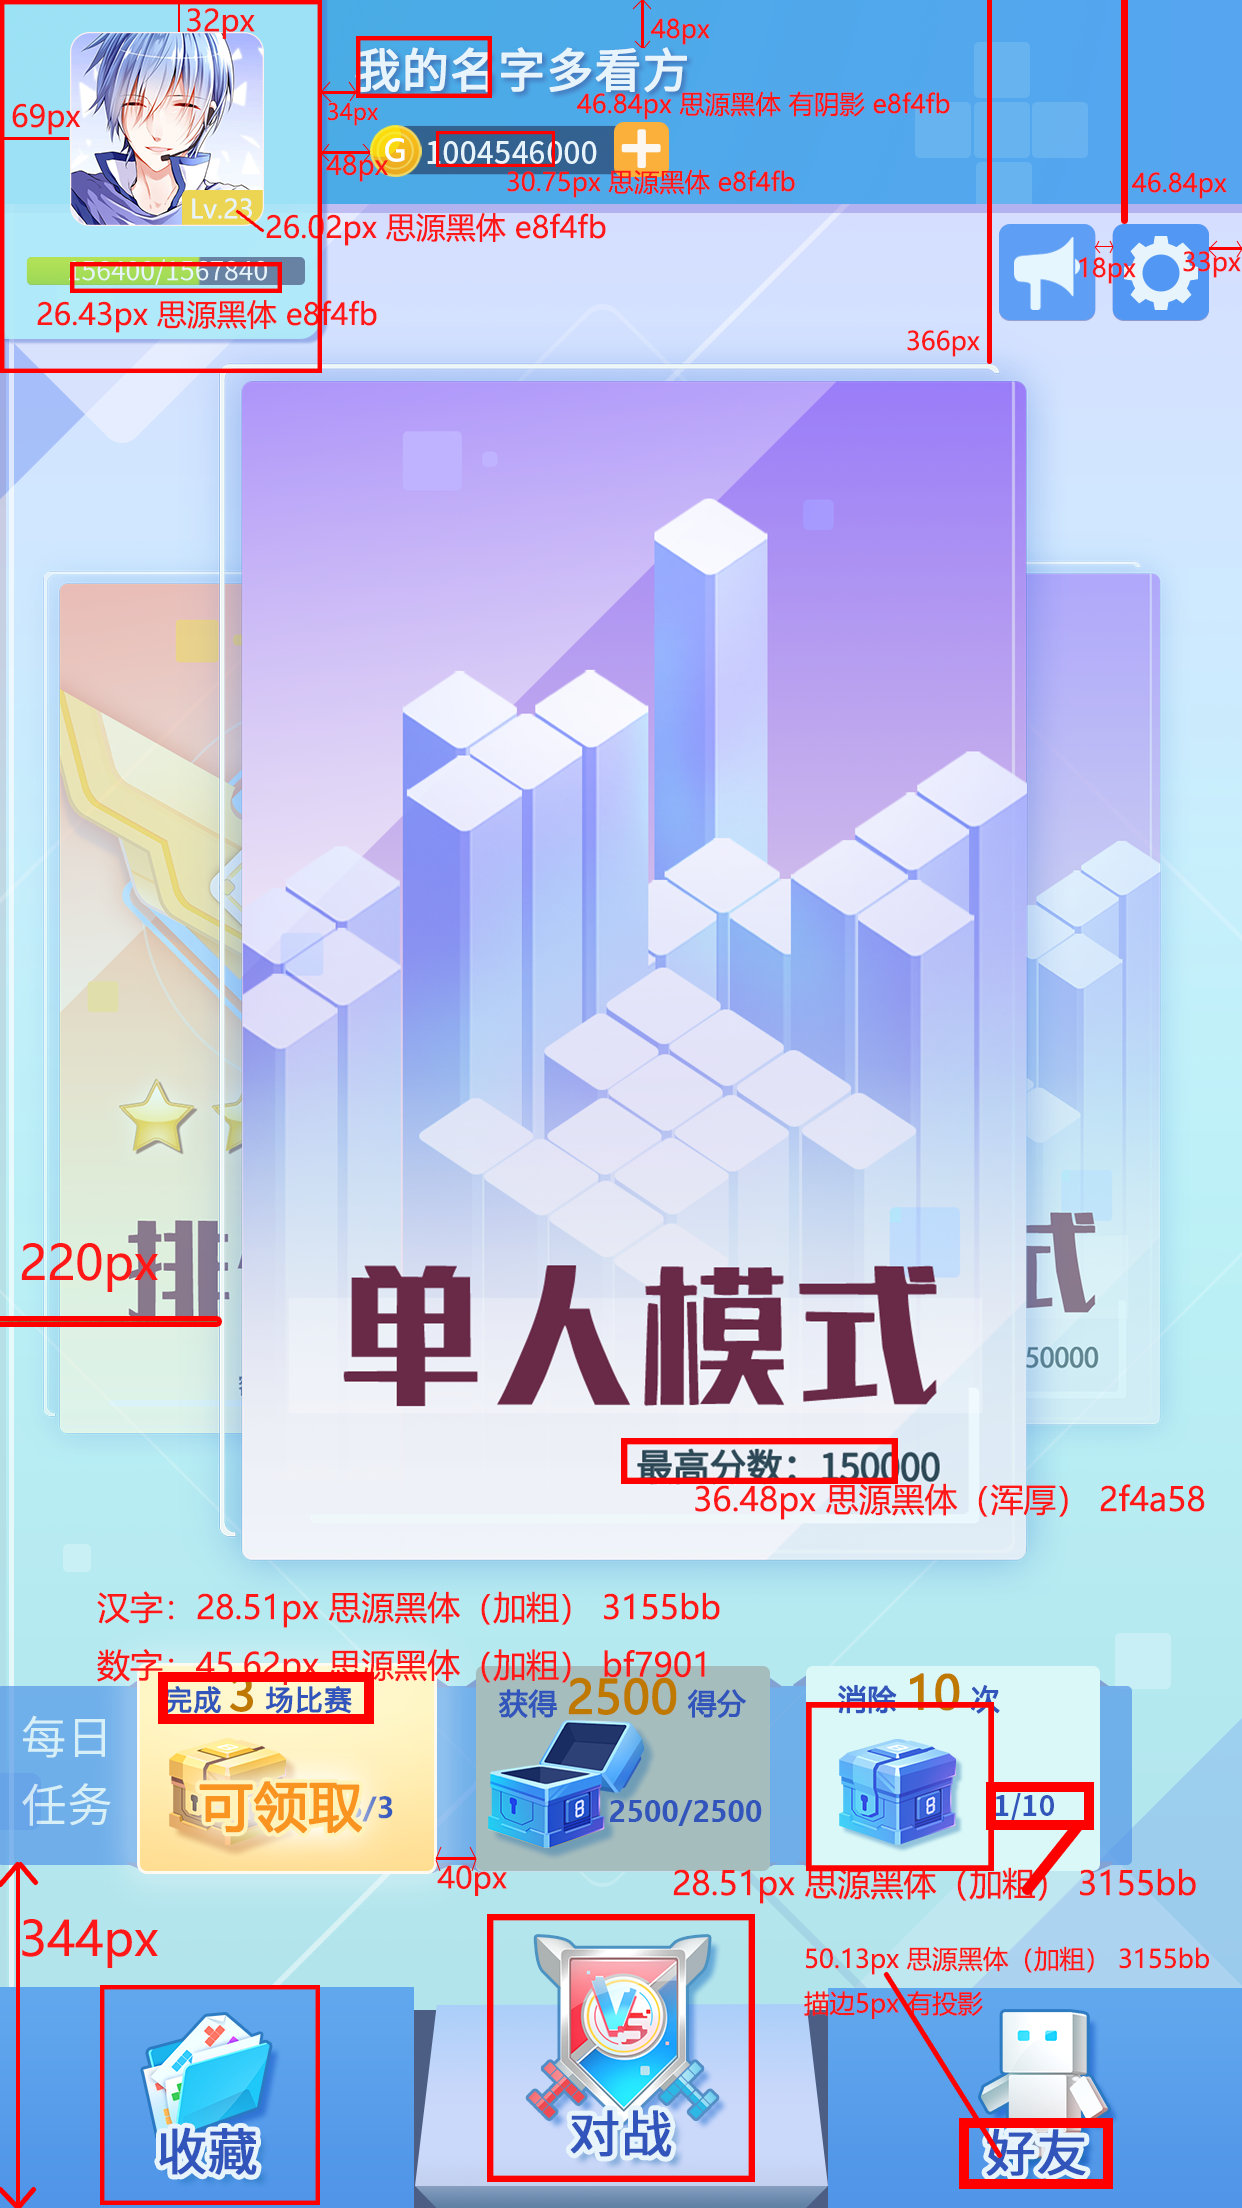 32px
48px
我的名字多看方
69px
34px
46.84px 思源黑体 有阴影 e8f4fb
G
1004546000
48px
30.75px 思源黑体 e8f4fb
46.84px
Lv.23
26.02px 思源黑体 e8f4fb
18px
33px
156400/1567840
26.43px 思源黑体 e8f4fb
366px
220px
排
式
单人模式
50000
最高分数：150000
36.48px 思源黑体（浑厚） 2f4a58
汉字：28.51px 思源黑体（加粗） 3155bb
数字：45.62px 思源黑体（加粗） bf7901
完成 3 场比赛
获得 2500 得分
消除 10 次
每日
任务
可领取
/3
8
2500/2500
8
1/10
40px
28.51px 思源黑体（加粗） 3155bb
344px
50.13px 思源黑体（加粗） 3155bb
描边5px 有投影
VS
收藏
对战
好友